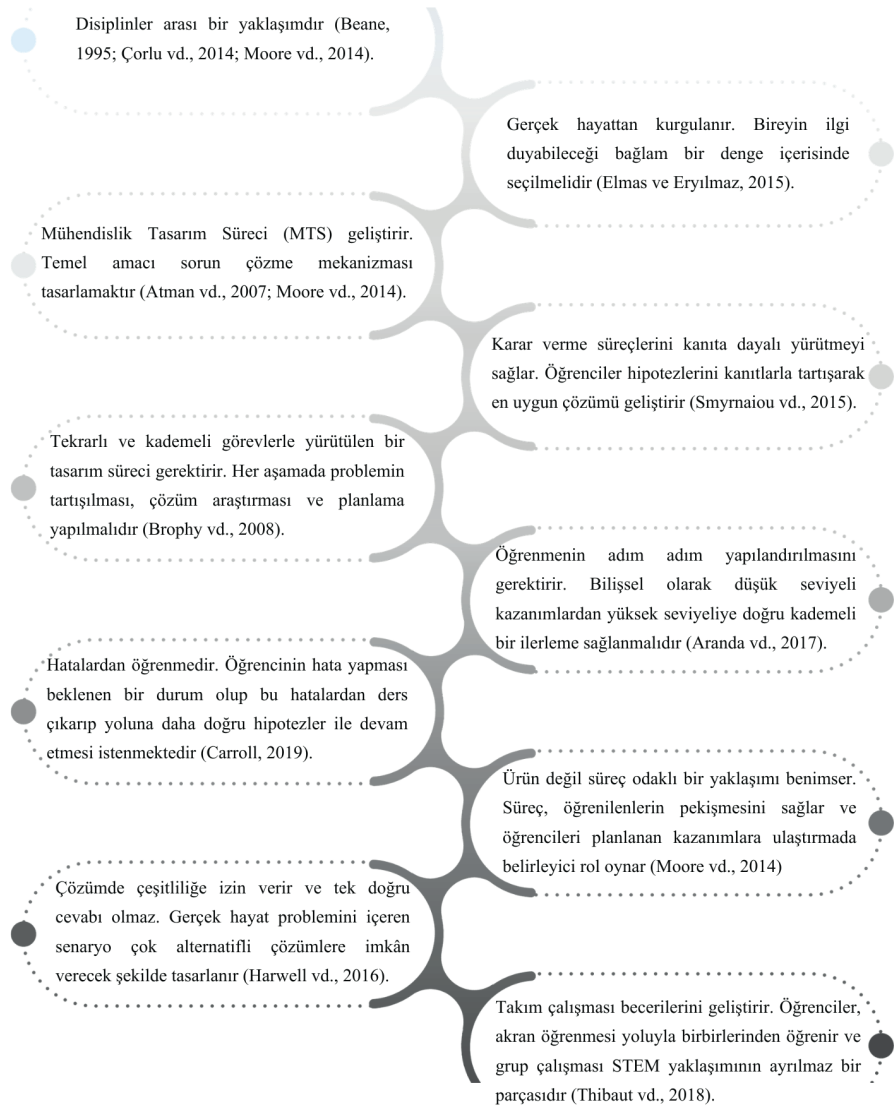 Disiplinler arası bir yaklaşımdır (Beane,
1995; Çorlu vd., 2014; Moore vd., 2014).
Gerçek hayattan kurgulanır. Bireyin ilgi
duyabileceği bağlam bir denge içerisinde
seçilmelidir (Elmas ve Eryılmaz, 2015).
Mühendislik Tasarım Süreci (MTS) geliştirir.
Temel amacı sorun çözme mekanizması
tasarlamaktır (Atman vd., 2007; Moore vd., 2014).
Karar verme süreçlerini kanıta dayalı yürütmeyi
sağlar. Öğrenciler hipotezlerini kanıtlarla tartışarak
en uygun çözümü geliştirir (Smyrnaiou vd., 2015).
Tekrarlı ve kademeli görevlerle yürütülen bir
tasarım süreci gerektirir. Her aşamada problemin
tartışılması, çözüm araştırması ve planlama
yapılmalıdır (Brophy vd., 2008).
Öğrenmenin adım adım yapılandırılmasını
gerektirir. Bilişsel olarak düşük seviyeli
kazanımlardan yüksek seviyeliye doğru kademeli
bir ilerleme sağlanmalıdır (Aranda vd., 2017).
Hatalardan öğrenmedir. Öğrencinin hata yapması
beklenen bir durum olup bu hatalardan ders
çıkarıp yoluna daha doğru hipotezler ile devam
etmesi istenmektedir (Carroll, 2019).
Ürün değil süreç odaklı bir yaklaşımı benimser.
Süreç, öğrenilenlerin pekişmesini sağlar ve
öğrencileri planlanan kazanımlara ulaştırmada
belirleyici rol oynar (Moore vd., 2014)
Çözümde çeşitliliğe izin verir ve tek doğru
cevabı olmaz. Gerçek hayat problemini içeren
senaryo çok alternatifli çözümlere imkân
verecek şekilde tasarlanır (Harwell vd., 2016).
Takım çalışması becerilerini geliştirir. Öğrenciler,
akran öğrenmesi yoluyla birbirlerinden öğrenir ve
grup çalışması STEM yaklaşımının ayrılmaz bir
parçasıdır (Thibaut vd., 2018).